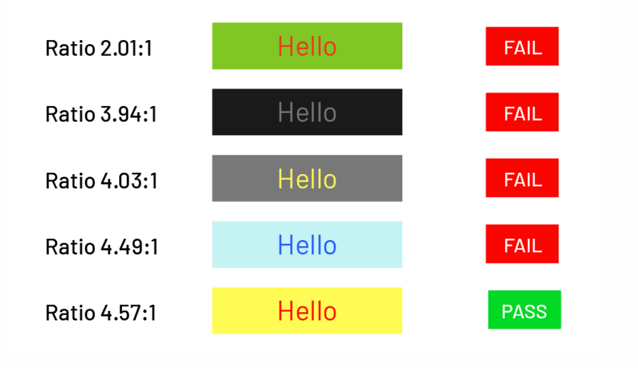 Ratio 2.01:1 Hello FAIL
Ratio 3.94:1 Hello FAIL
Ratio 4.03:1 Hello FAIL
Ratio 4.49:1 Hello FAIL
Ratio 4.57:1 Hello PASS